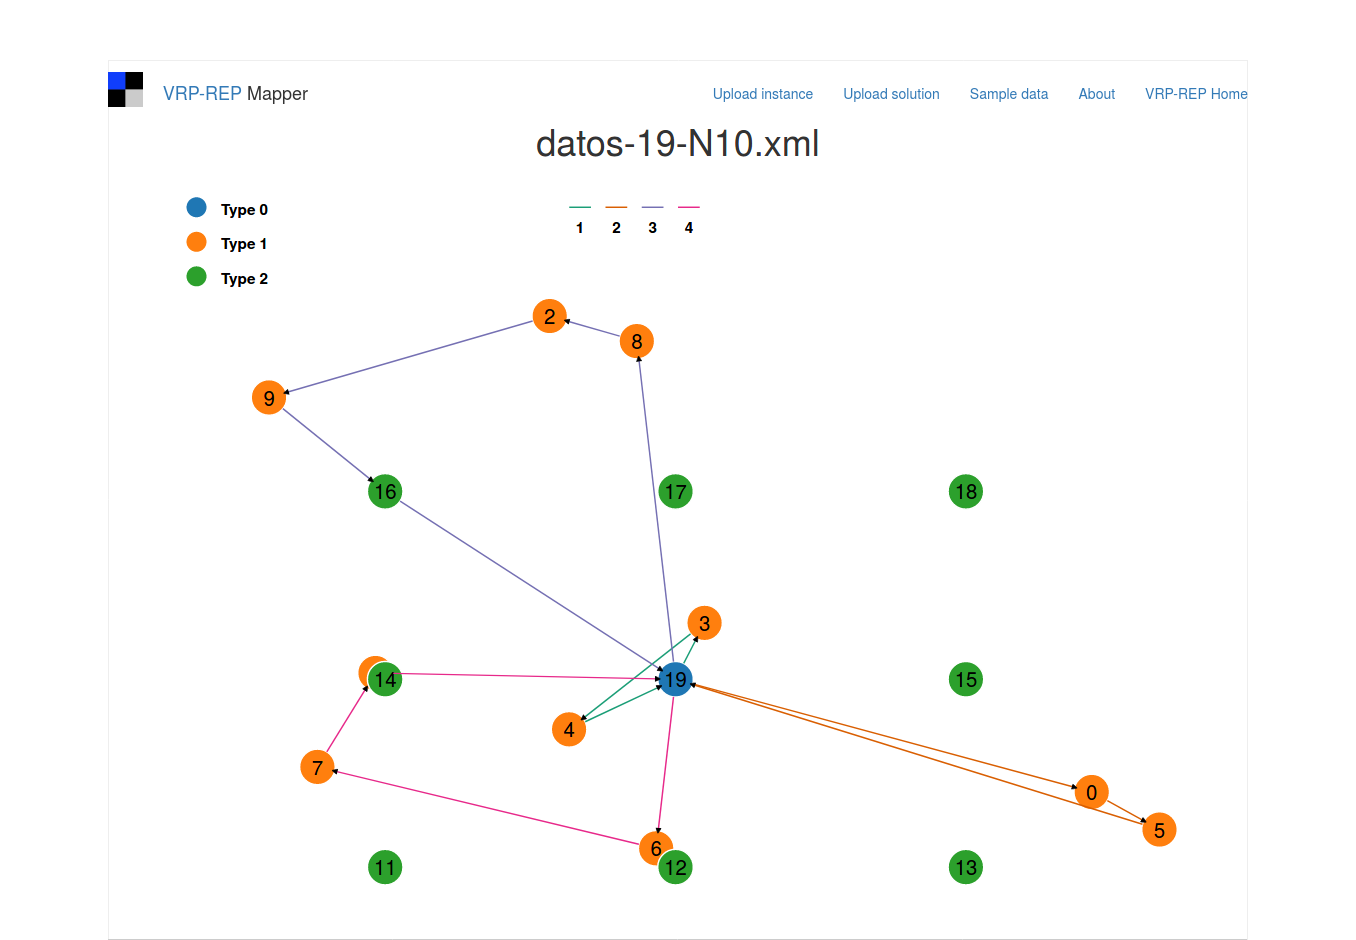 VRP-REP Mapper
Upload instance Upload solution Sample data About VRP-REP Home
datos-19-N10.xml
Type 0
Type 1
Type 2
1 2 3 4
2
8
9
16 17 18
3
14 19 15
4
7
0
5
6
11 12 13